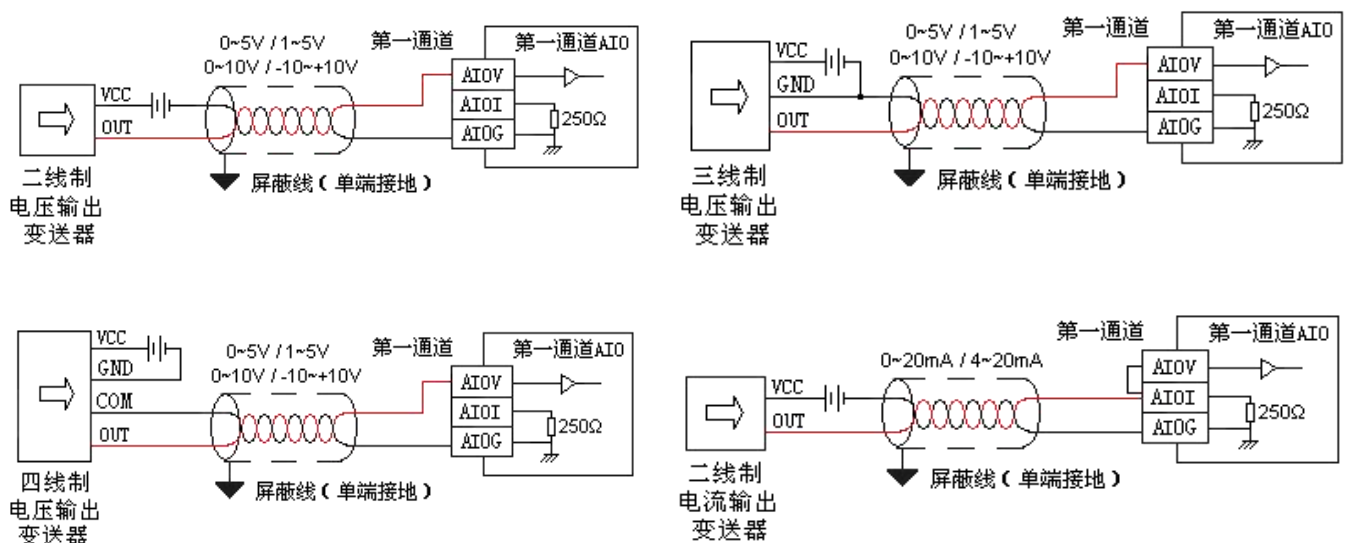 0~5V / 1~5V
0~10V / -10~+10V
第一通道
第一通道AI0
VCC
OUT
AI0V
AI0I
AI0G
250Ω
屏蔽线(单端接地)
二线制
电压输出
变送器
0~5V / 1~5V
0~10V / -10~+10V
第一通道
第一通道AI0
VCC
GND
OUT
AI0V
AI0I
AI0G
250Ω
屏蔽线(单端接地)
三线制
电压输出
变送器
0~5V / 1~5V
0~10V / -10~+10V
第一通道
第一通道AI0
VCC
GND
COM
OUT
AI0V
AI0I
AI0G
250Ω
屏蔽线(单端接地)
四线制
电压输出
变送器
0~20mA / 4~20mA
第一通道
第一通道AI0
VCC
OUT
AI0V
AI0I
AI0G
250Ω
屏蔽线(单端接地)
二线制
电流输出
变送器